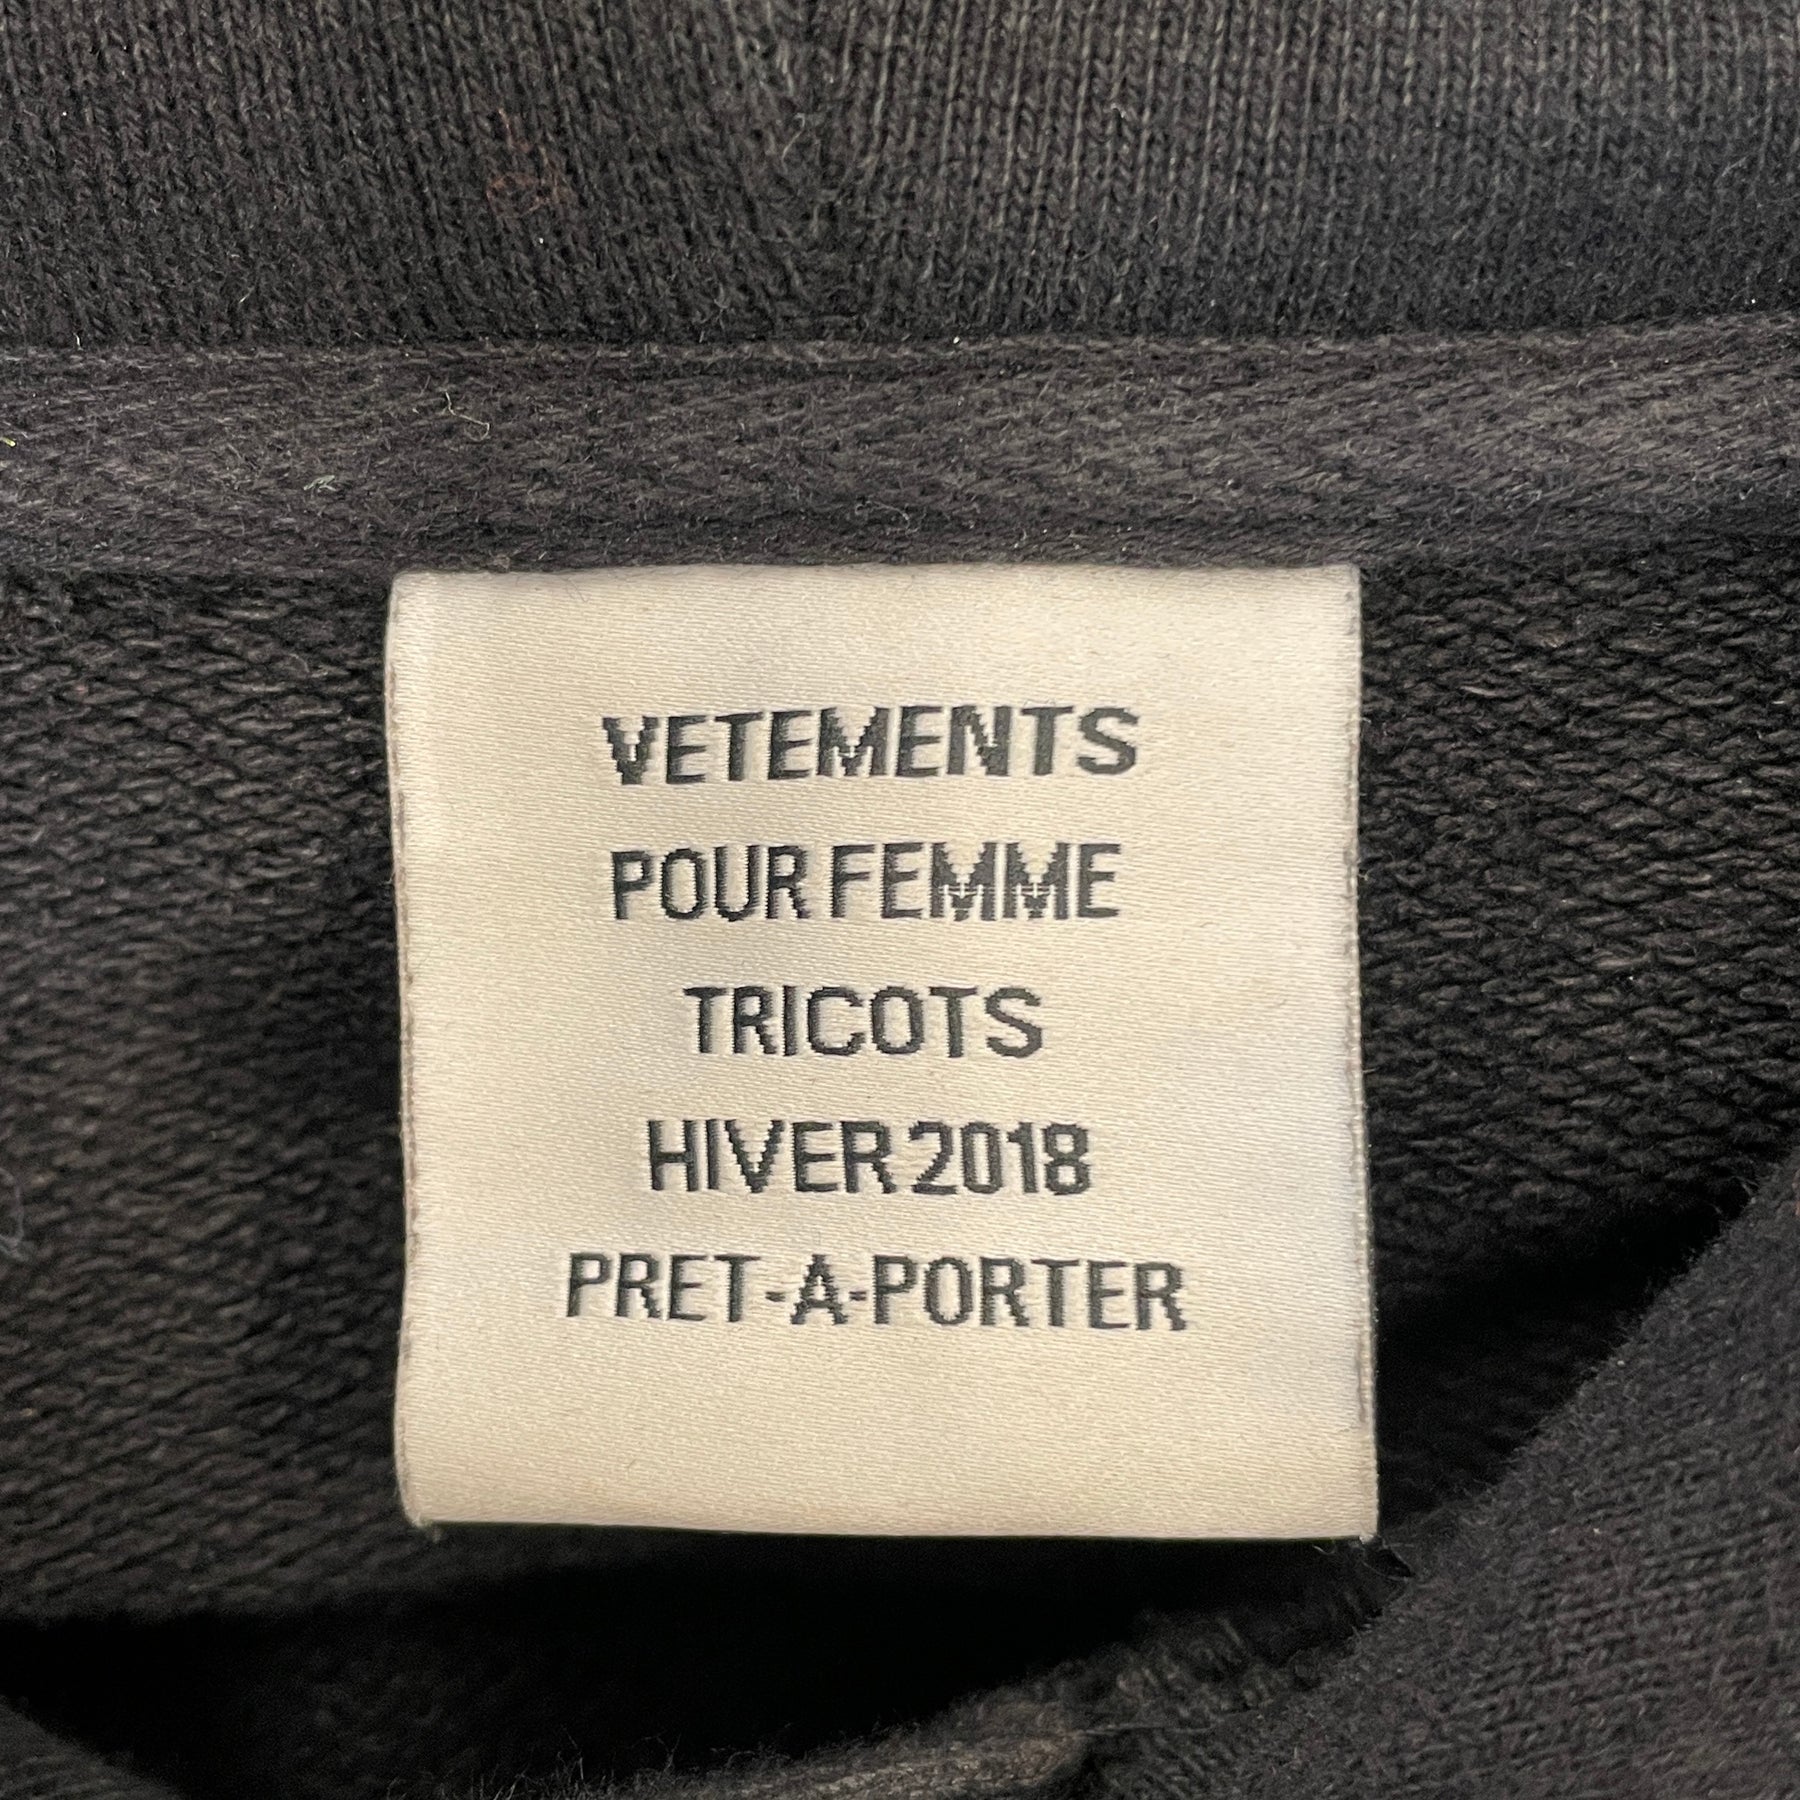 VETEMENTS
POUR FEMME
TRICOTS
HIVER 2018
PRET-A-PORTER